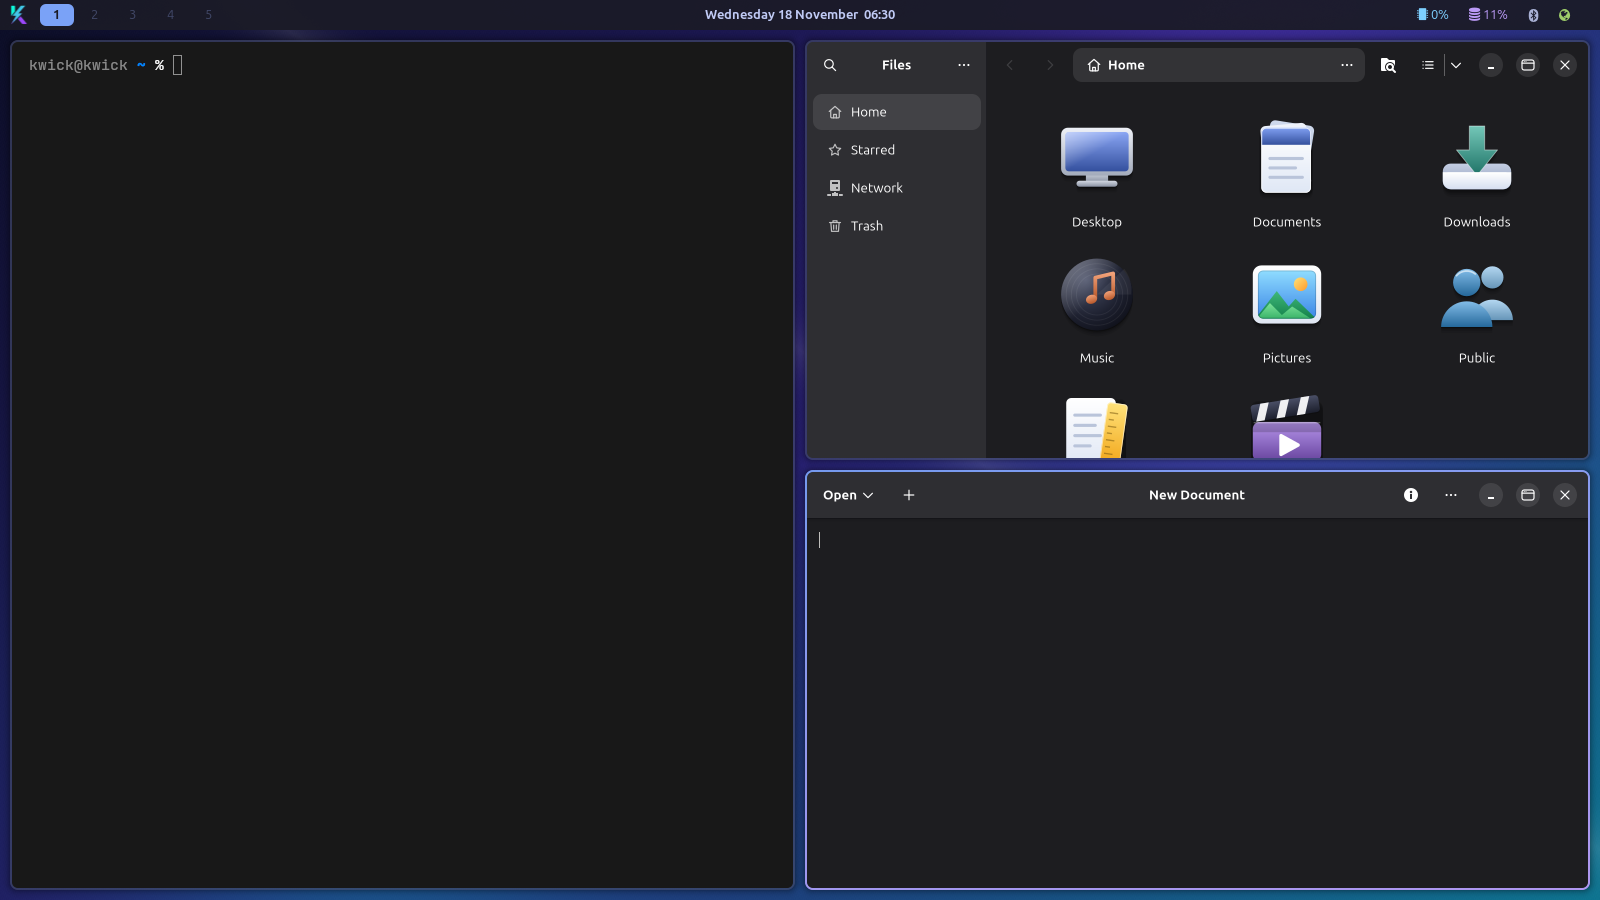 1 2 3 4 5
Wednesday 18 November 06:30
0% 11%
kwick@kwick ~ %
Files
Home
Starred
Network
Trash
Home
Desktop Documents Downloads
Music Pictures Public
Open
New Document